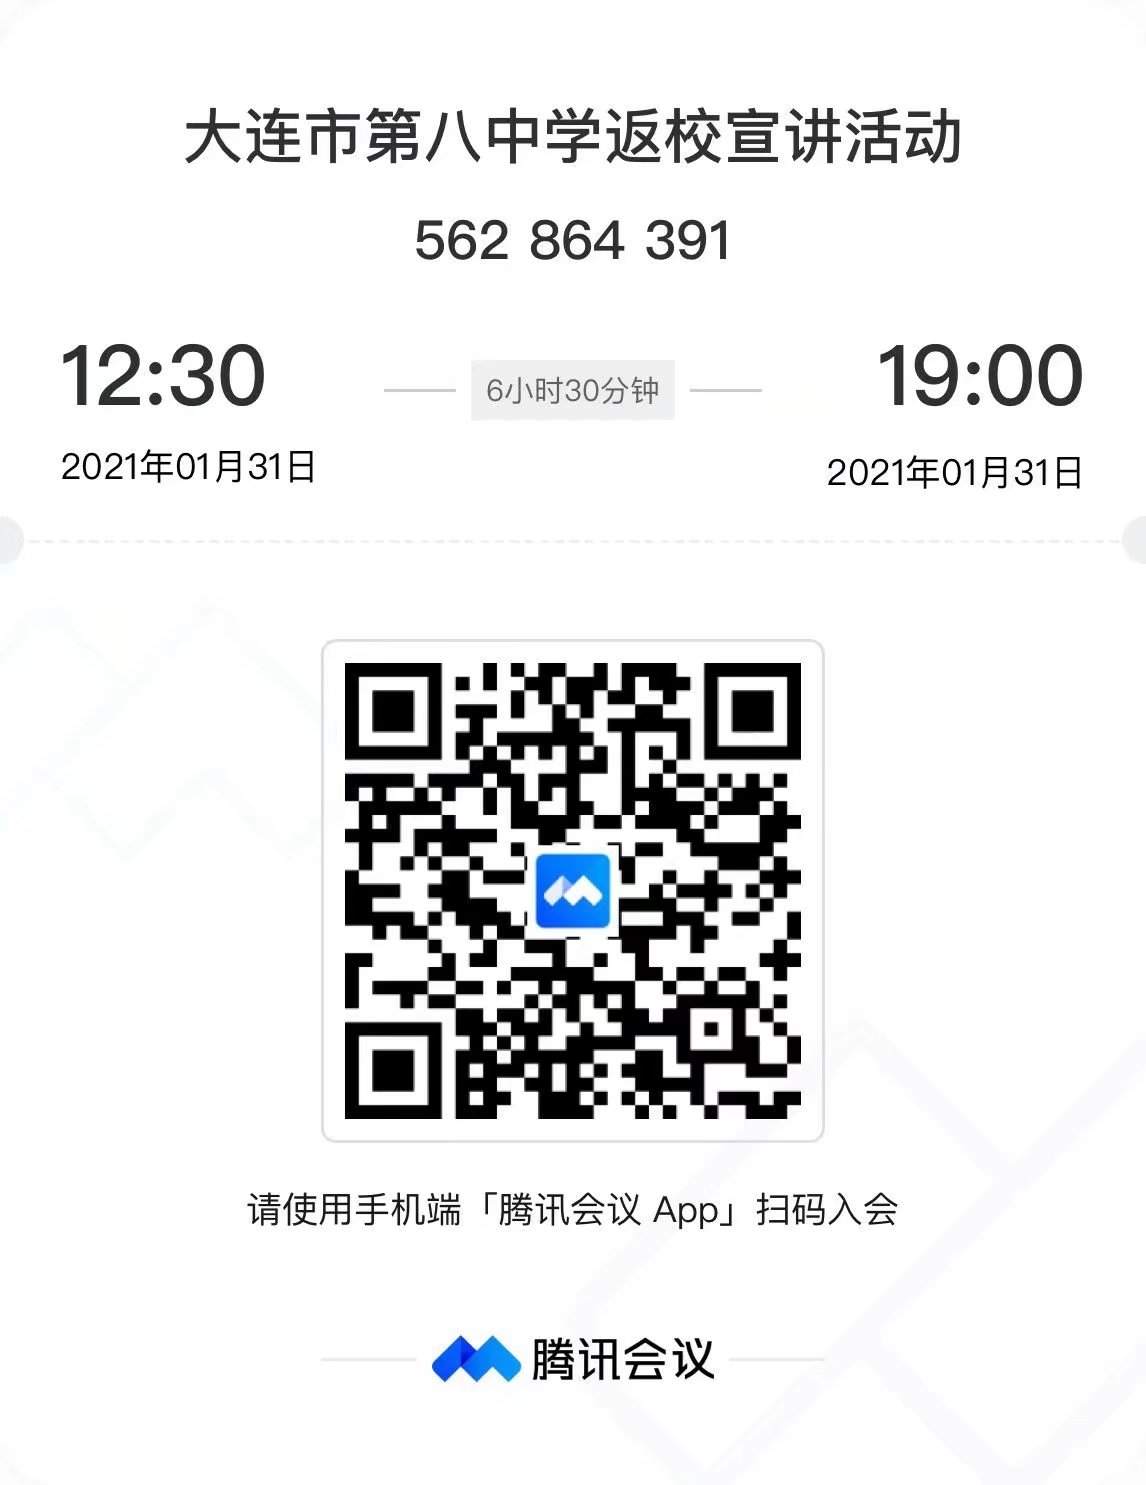 大连市第八中学返校宣讲活动
562 864 391
12:30
6小时30分钟
19:00
2021年01月31日
2021年01月31日
请使用手机端「腾讯会议 App」扫码入会
腾讯会议